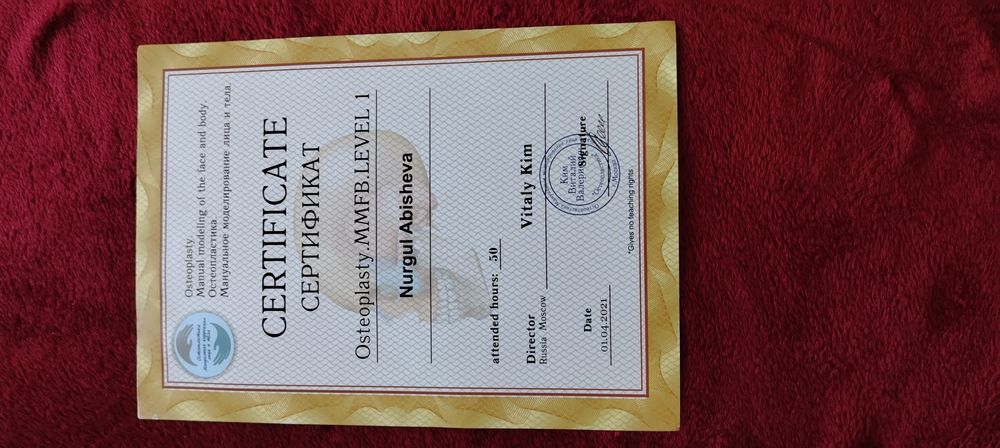 Osteoplasty.
Manual modeling of the face and body
Остеопластика.
Мануальное моделирование лица и тела.
CERTIFICATE
СЕРТИФИКАТ
Osteoplasty.MMFB.LEVEL 1
Nurgul Abisheva
attended hours: 50
Director
Vitaly Kim
Russia Moscow
Ким
Виталий
Date
Signature
01.04.2021
*Gives no teaching rights